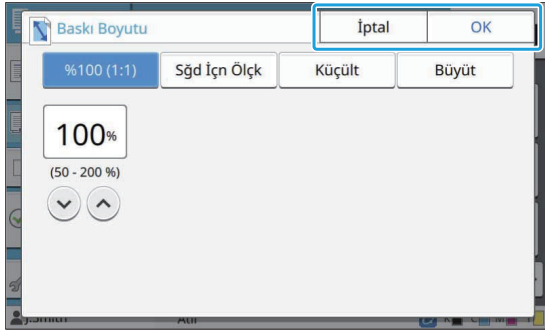 Baskı Boyutu
İptal
OK
%100 (1:1)
Sğd İçn Ölçk
Küçült
Büyüt
100%
(50 - 200 %)